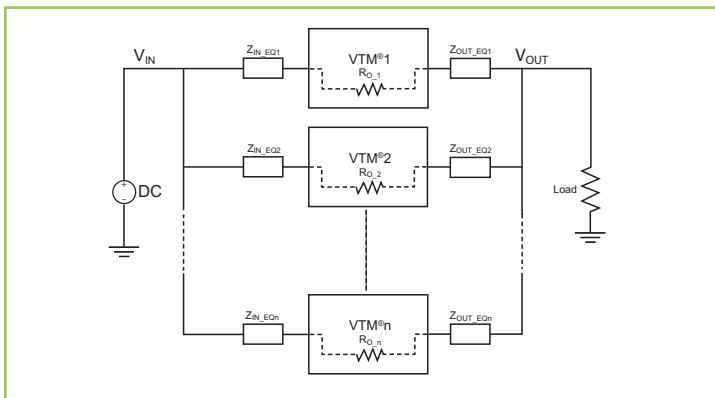 V_IN
Z_IN_EQ1
VTM®1
R_O_1
Z_OUT_EQ1
V_OUT
Z_IN_EQ2
VTM®2
R_O_2
Z_OUT_EQ2
+
−
DC
Load
Z_IN_EQn
VTM®n
R_O_n
Z_OUT_EQn